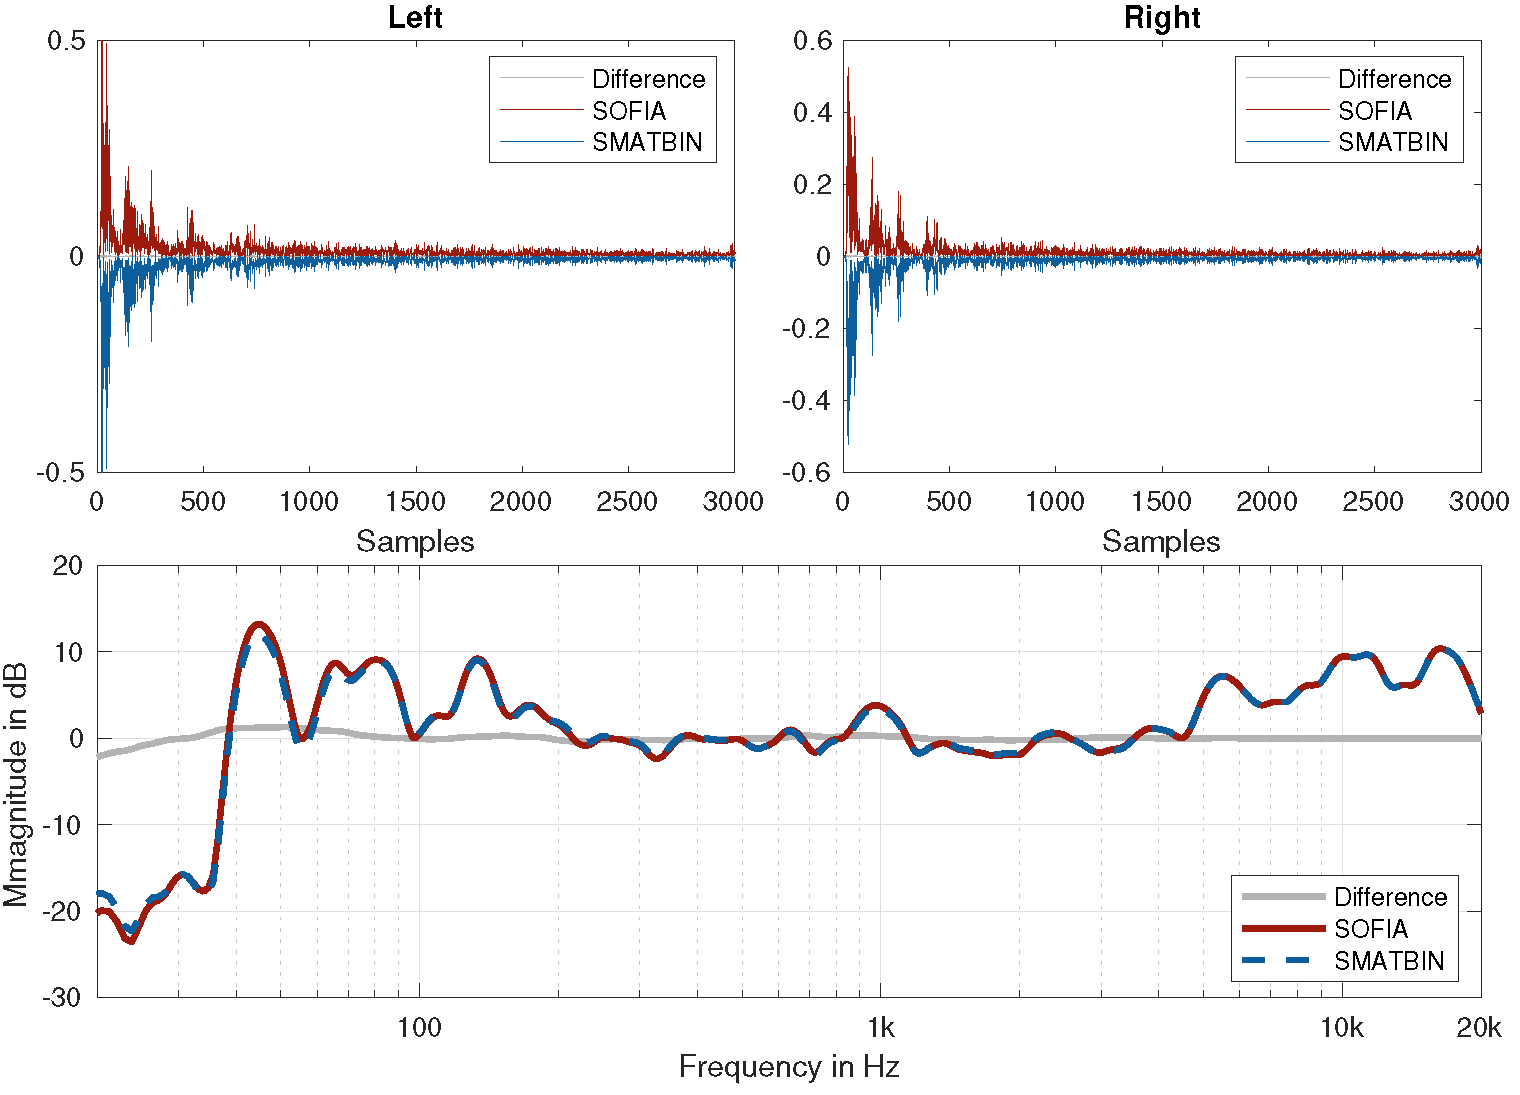 Left
0.5
0
-0.5
0 500 1000 1500 2000 2500 3000
Samples
Difference
SOFIA
SMATBIN
Right
0.6
0.4
0.2
0
-0.2
-0.4
-0.6
0 500 1000 1500 2000 2500 3000
Samples
Difference
SOFIA
SMATBIN
Mmagnitude in dB
20
10
0
-10
-20
-30
100 1k 10k 20k
Frequency in Hz
Difference
SOFIA
SMATBIN